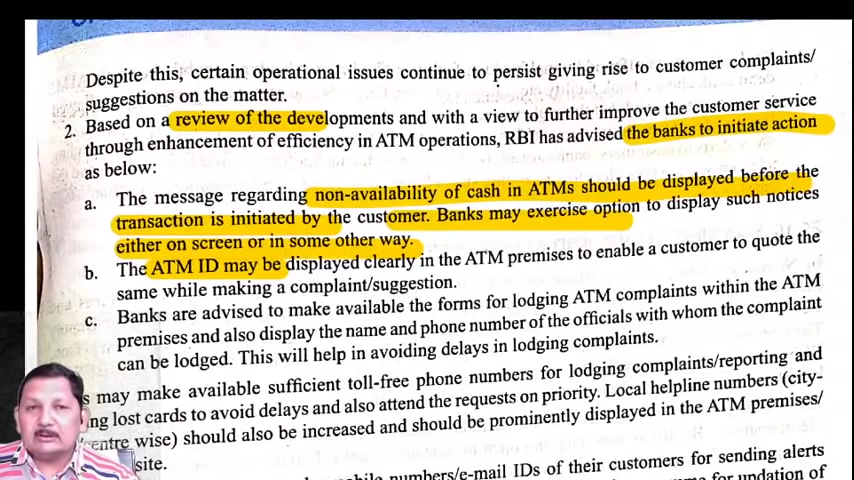 Despite this, certain operational issues continue to persist giving rise to customer complaints/
suggestions on the matter.
2. Based on a review of the developments and with a view to further improve the customer service
through enhancement of efficiency in ATM operations, RBI has advised the banks to initiate action
as below:
a. The message regarding non-availability of cash in ATMs should be displayed before the
transaction is initiated by the customer. Banks may exercise option to display such notices
either on screen or in some other way.
b. The ATM ID may be displayed clearly in the ATM premises to enable a customer to quote the
same while making a complaint/suggestion.
c. Banks are advised to make available the forms for lodging ATM complaints within the ATM
premises and also display the name and phone number of the officials with whom the complaint
can be lodged. This will help in avoiding delays in lodging complaints.
s may make available sufficient toll-free phone numbers for lodging complaints/reporting and
ng lost cards to avoid delays and also attend the requests on priority. Local helpline numbers (city-
entre wise) should also be increased and should be prominently displayed in the ATM premises/
site.
numbers/e-mail IDs of their customers for sending alerts
for updation of